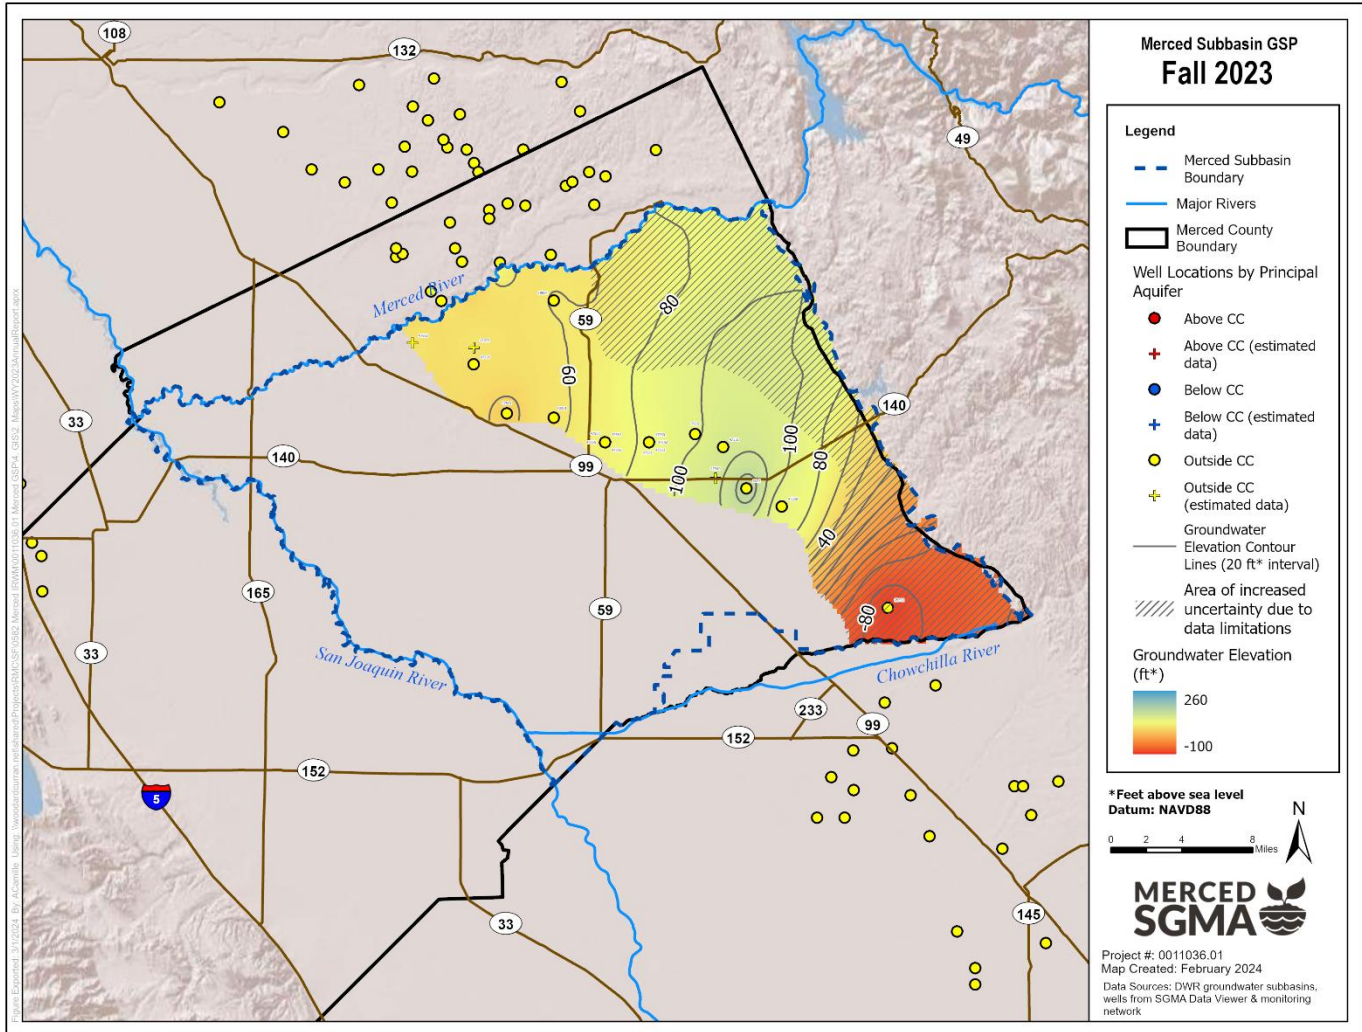 Merced Subbasin GSP
Fall 2023
Legend
Merced Subbasin
Boundary
Major Rivers
Merced County
Boundary
Well Locations by Principal
Aquifer
Above CC
Above CC (estimated
data)
Below CC
Below CC (estimated
data)
Outside CC
Outside CC
(estimated data)
Groundwater
Elevation Contour
Lines (20 ft* interval)
Area of increased
uncertainty due to
data limitations
Groundwater Elevation
(ft*)
260
-100
*Feet above sea level
Datum: NAVD88
N
0 2 4 8
Miles
MERCED
SGMA
Project #: 0011036.01
Map Created: February 2024
Data Sources: DWR groundwater subbasins,
wells from SGMA Data Viewer & monitoring
network
108
132
49
Merced River
80
59
60
140
33
140
99
100
100
80
40
165
59
-80
33
San Joaquin River
Chowchilla River
233
99
152
152
5
33
145